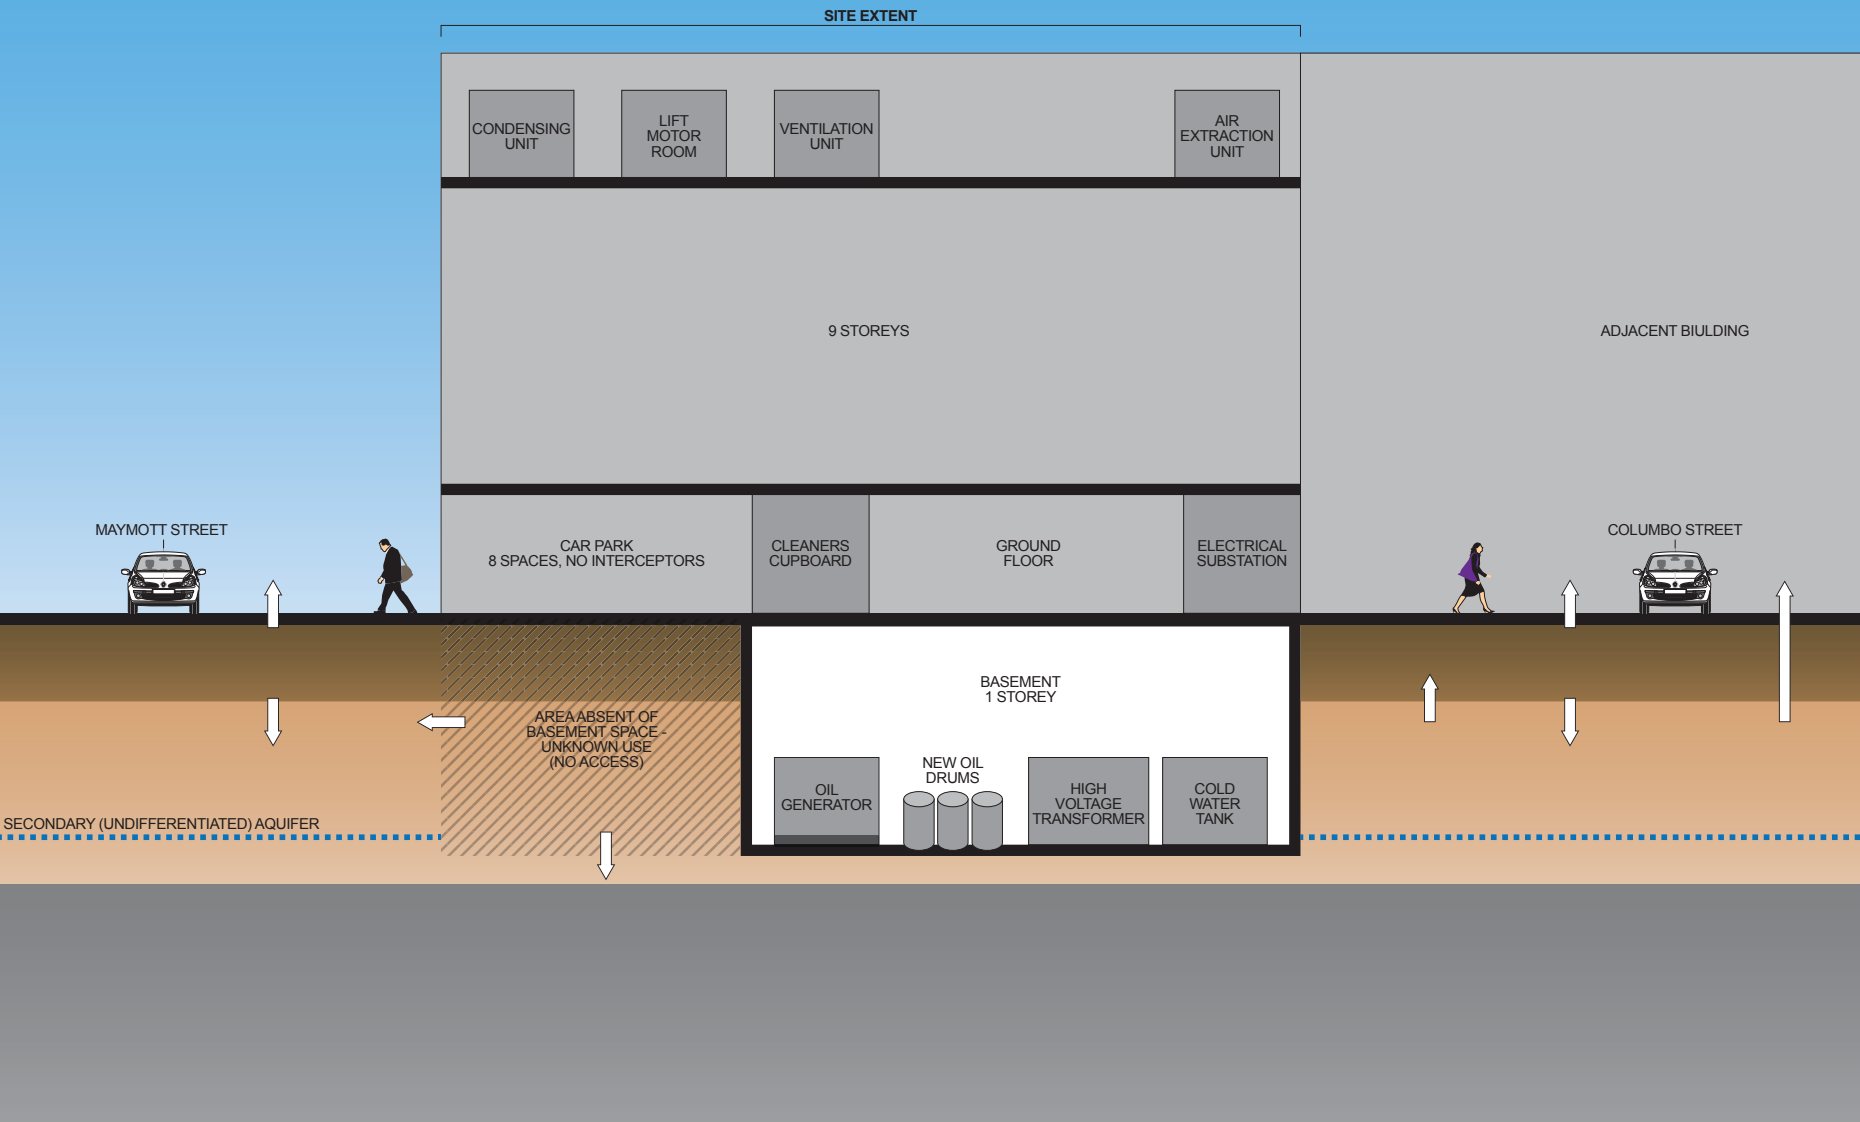 SITE EXTENT
CONDENSING
UNIT
LIFT
MOTOR
ROOM
VENTILATION
UNIT
AIR
EXTRACTION
UNIT
9 STOREYS
ADJACENT BIULDING
MAYMOTT STREET
CAR PARK
8 SPACES, NO INTERCEPTORS
CLEANERS
CUPBOARD
GROUND
FLOOR
ELECTRICAL
SUBSTATION
COLUMBO STREET
BASEMENT
1 STOREY
AREA ABSENT OF
BASEMENT SPACE -
UNKNOWN USE
(NO ACCESS)
OIL
GENERATOR
NEW OIL
DRUMS
HIGH
VOLTAGE
TRANSFORMER
COLD
WATER
TANK
SECONDARY (UNDIFFERENTIATED) AQUIFER